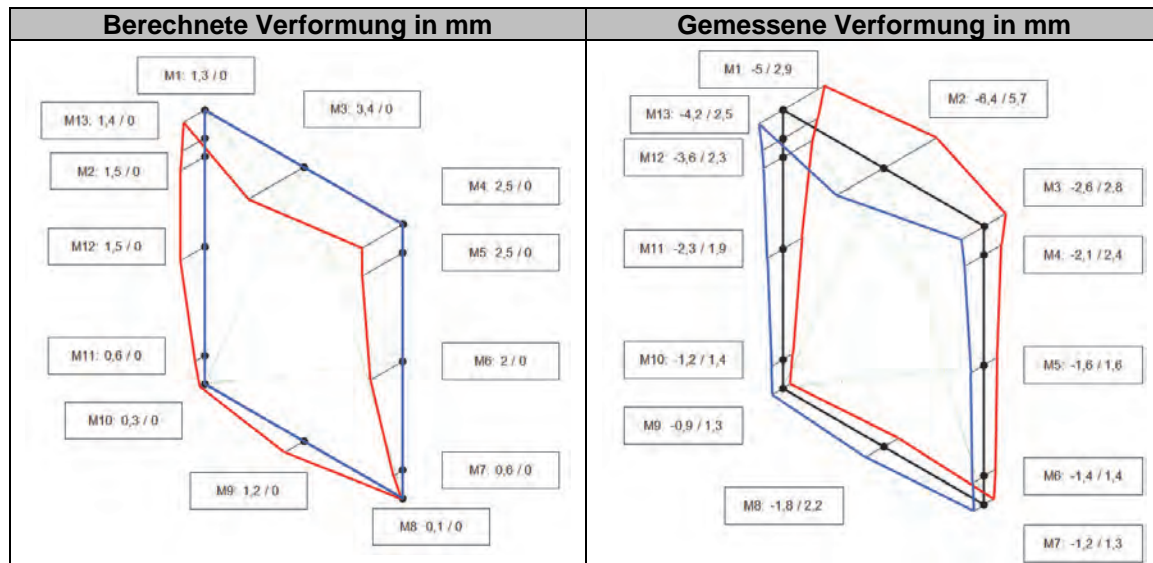 Berechnete Verformung in mm
M1: 1,3 / 0
M3: 3,4 / 0
M13: 1,4 / 0
M2: 1,5 / 0
M4: 2,5 / 0
M12: 1,5 / 0
M5: 2,5 / 0
M11: 0,6 / 0
M6: 2 / 0
M10: 0,3 / 0
M7: 0,6 / 0
M9: 1,2 / 0
M8: 0,1 / 0
Gemessene Verformung in mm
M1: -5 / 2,9
M2: -6,4 / 5,7
M13: -4,2 / 2,5
M12: -3,6 / 2,3
M3: -2,6 / 2,8
M11: -2,3 / 1,9
M4: -2,1 / 2,4
M10: -1,2 / 1,4
M5: -1,6 / 1,6
M9: -0,9 / 1,3
M6: -1,4 / 1,4
M8: -1,8 / 2,2
M7: -1,2 / 1,3